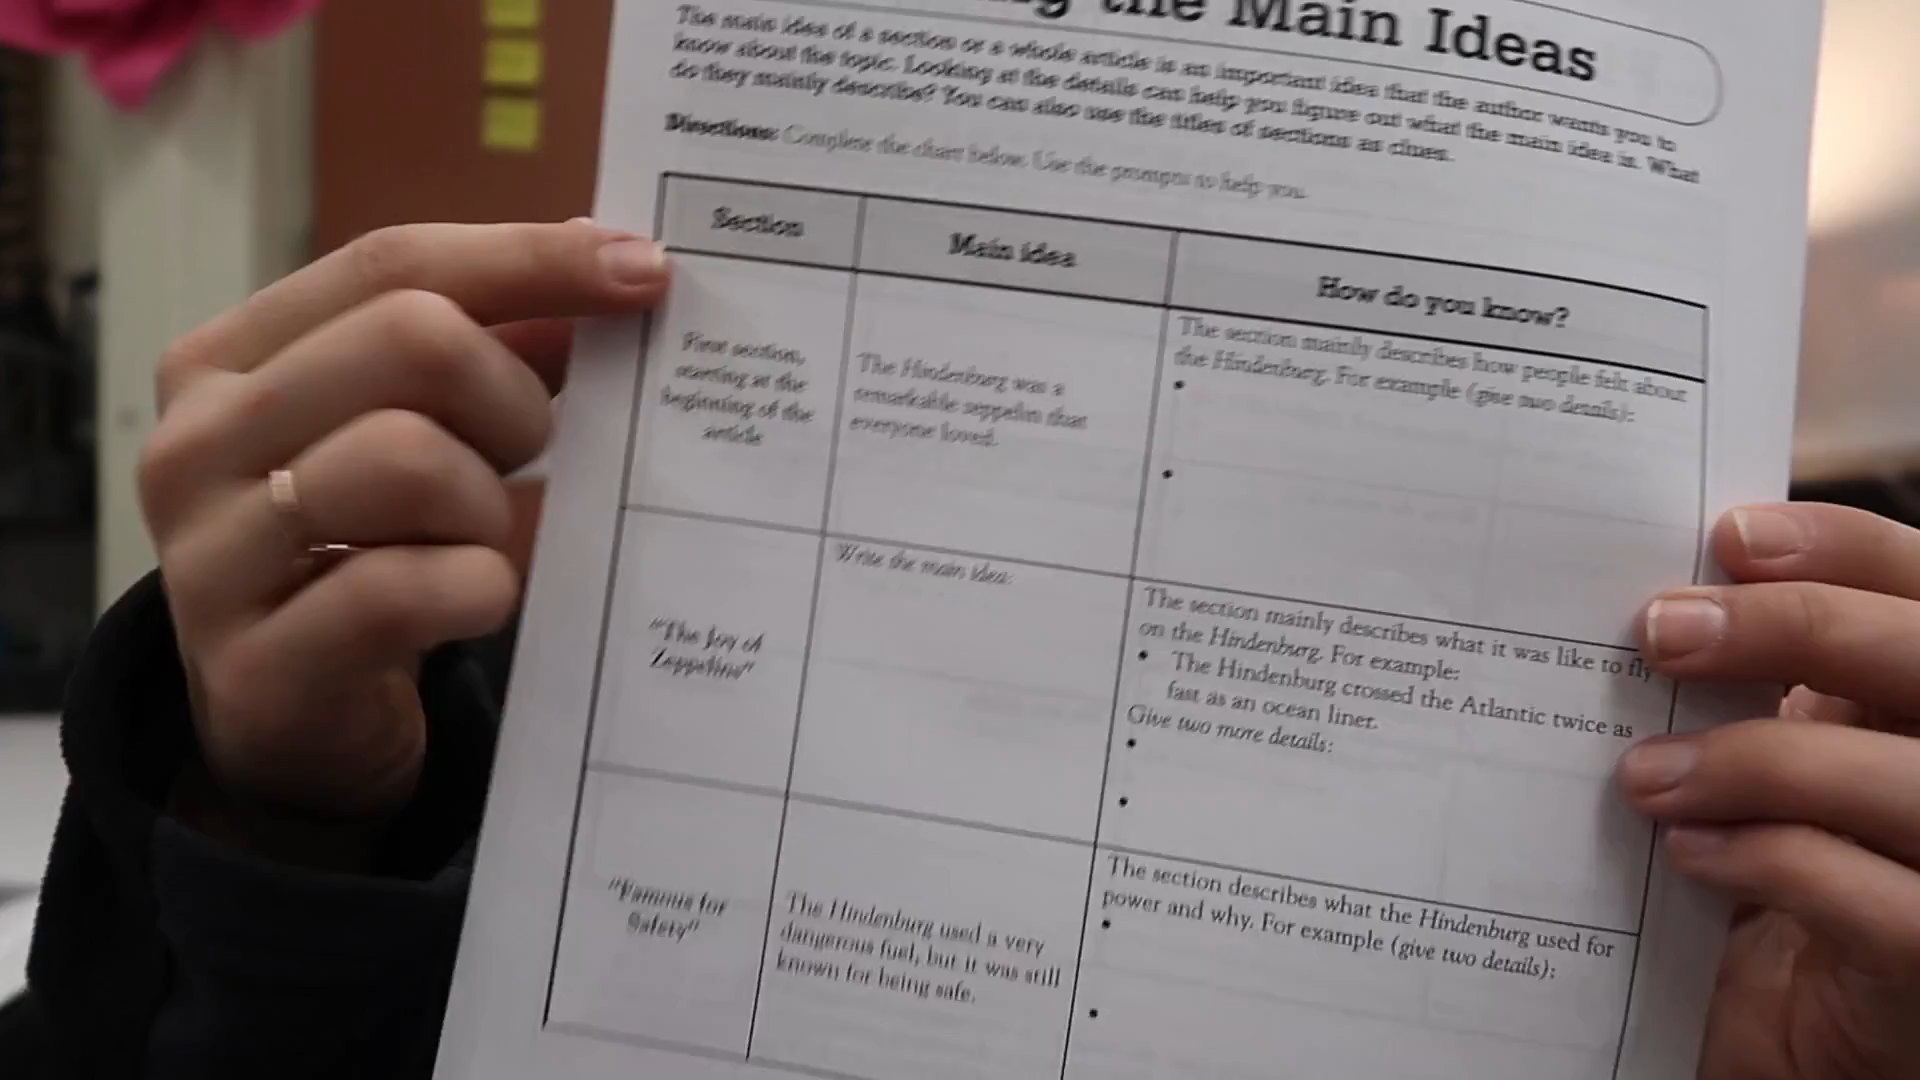 the Main Ideas
The main idea of a section or a whole article is an important idea that the author wants you to
know about the topic. Looking at the details can help you figure out what the main idea is. What
do they mainly describe? You can also use the titles of sections as clues.
Directions: Complete the chart below. Use the prompts to help you.
Section
Main idea
How do you know?
First section,
starting at the
beginning of the
article
The Hindenburg was a
remarkable zeppelin that
everyone loved.
The section mainly describes how people felt about
the Hindenburg. For example (give two details):
•
•
"The Joy of
Zeppelins"
Write the main idea:
The section mainly describes what it was like to fly
on the Hindenburg. For example:
• The Hindenburg crossed the Atlantic twice as
fast as an ocean liner.
Give two more details:
•
•
"Famous for
Safety"
The Hindenburg used a very
dangerous fuel, but it was still
known for being safe.
The section describes what the Hindenburg used for
power and why. For example (give two details):
•
•